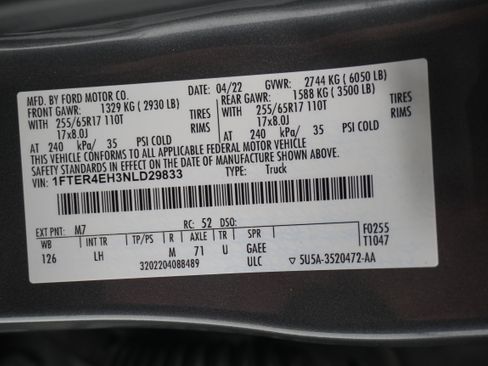 MFD. BY FORD MOTOR CO. 04/22 GVWR: 2744 KG ( 6050 LB)
FRONT GAWR: 1329 KG ( 2930 LB) REAR GAWR: 1588 KG ( 3500 LB)
WITH 255/65R17 110T TIRES WITH 255/65R17 110T TIRES
17x8.0J RIMS 17x8.0J RIMS
AT 240 kPa/ 35 PSI COLD AT 240 kPa/ 35 PSI COLD
THIS VEHICLE CONFORMS TO ALL APPLICABLE FEDERAL MOTOR VEHICLE
SAFETY STANDARDS IN EFFECT ON THE DATE OF MANUFACTURE SHOWN ABOVE.
VIN: 1FTER4EH3NLD29833 TYPE: Truck
EXT PNT: M7 RC: 52 DSO: F0255
WB INT TR TP/PS R AXLE TR SPR T1047
126 LH M 71 U GAEE
3202204088489 ULC ▽ 5U5A-3520472-AA